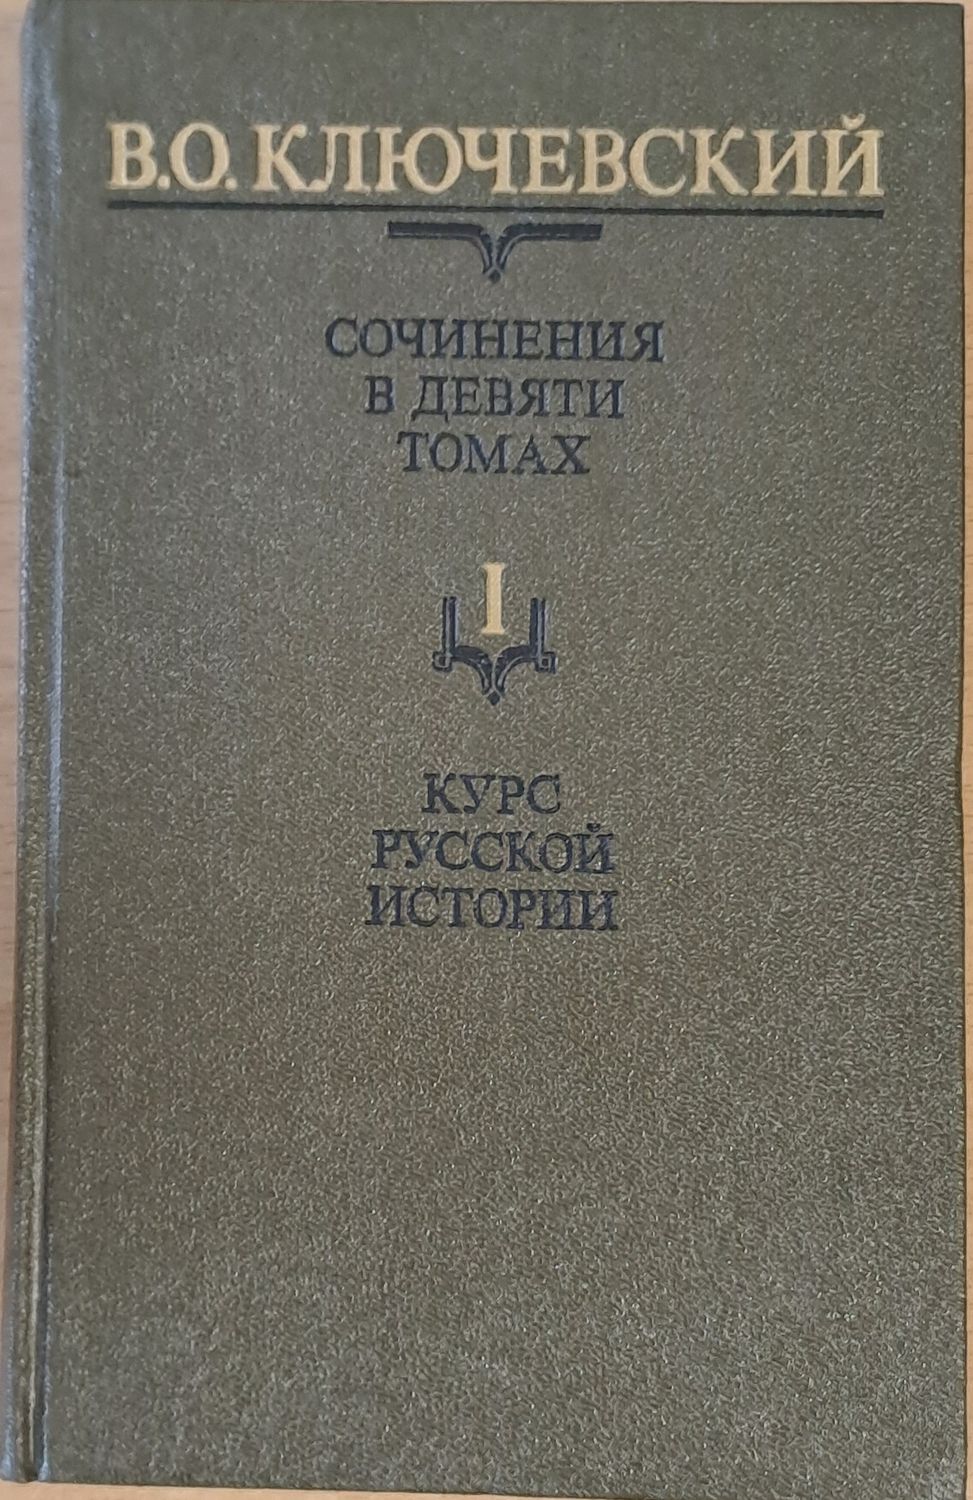 В.О. КЛЮЧЕВСКИЙ
СОЧИНЕНИЯ
В ДЕВЯТИ
ТОМАХ
I
КУРС
РУССКОЙ
ИСТОРИИ